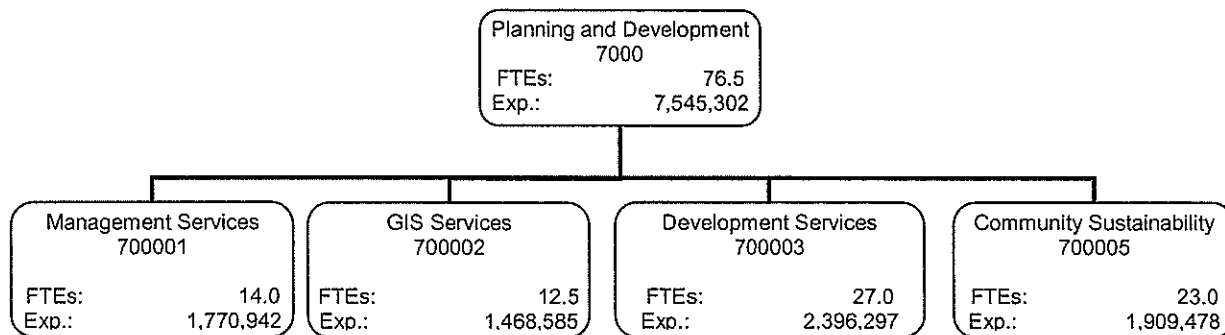 Planning and Development
7000
FTEs: 76.5
Exp.: 7,545,302
Management Services
700001
FTEs: 14.0
Exp.: 1,770,942
GIS Services
700002
FTEs: 12.5
Exp.: 1,468,585
Development Services
700003
FTEs: 27.0
Exp.: 2,396,297
Community Sustainability
700005
FTEs: 23.0
Exp.: 1,909,478